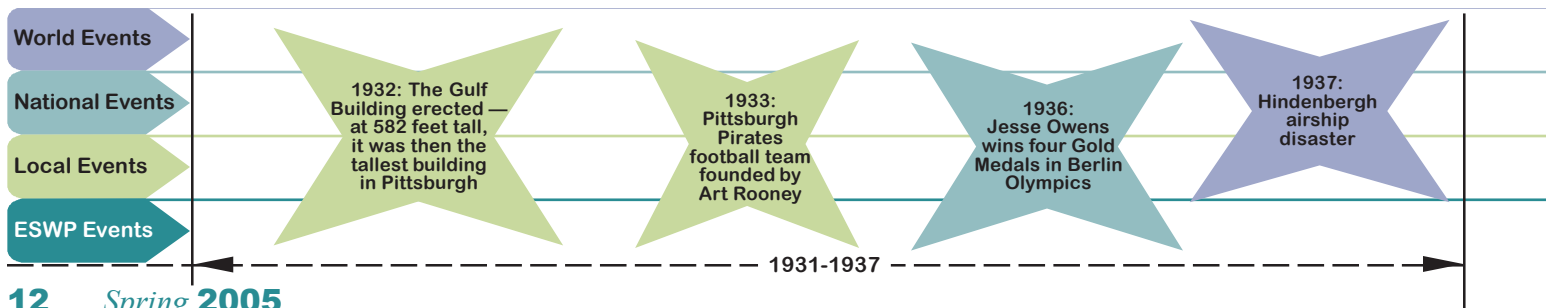 World Events
National Events
Local Events
ESWP Events
1932: The Gulf
Building erected —
at 582 feet tall,
it was then the
tallest building
in Pittsburgh
1933:
Pittsburgh
Pirates
football team
founded by
Art Rooney
1936:
Jesse Owens
wins four Gold
Medals in Berlin
Olympics
1937:
Hindenbergh
airship
disaster
1931-1937
12 Spring 2005